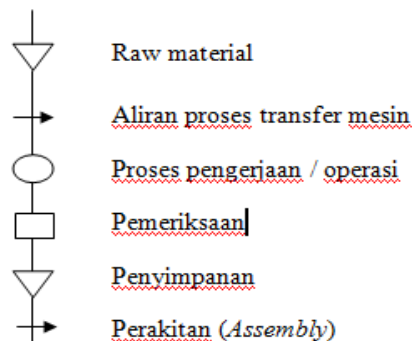 Raw material
Aliran proses transfer mesin
Proses pengerjaan / operasi
Pemeriksaan
Penyimpanan
Perakitan (Assembly)